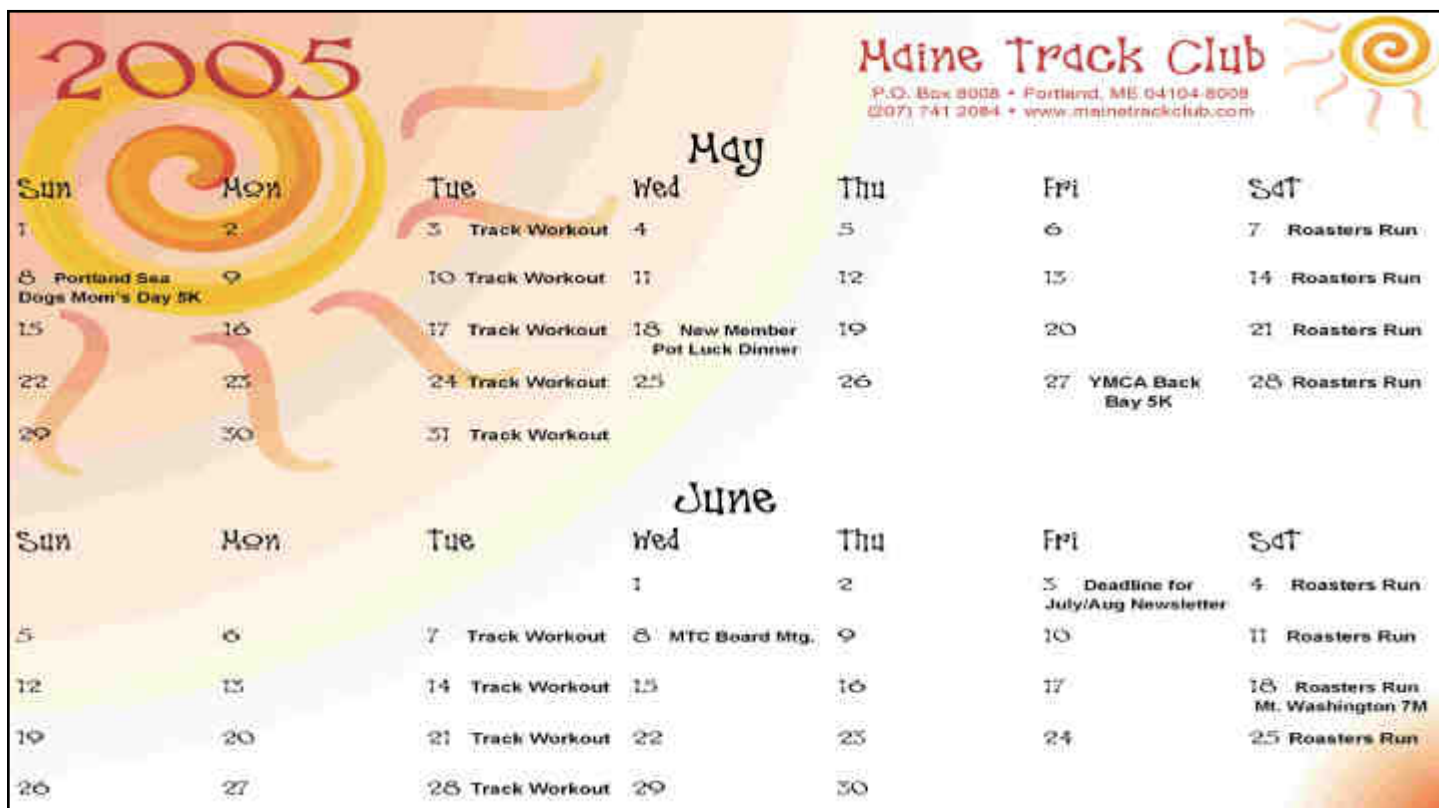 2005
Maine Track Club
P.O. Box 8008 • Portland, ME 04104-8008
(207) 741 2084 • www.mainetrackclub.com
May
Sun Mon Tue Wed Thu Fri Sat
1 2 3 Track Workout 4 5 6 7 Roasters Run
8 Portland Sea 9 10 Track Workout 11 12 13 14 Roasters Run
Dogs Mom's Day 5K
15 16 17 Track Workout 18 New Member 19 20 21 Roasters Run
Pot Luck Dinner
22 23 24 Track Workout 25 26 27 YMCA Back 28 Roasters Run
Bay 5K
29 30 31 Track Workout
June
Sun Mon Tue Wed Thu Fri Sat
1 2 3 Deadline for 4 Roasters Run
July/Aug Newsletter
5 6 7 Track Workout 8 MTC Board Mtg. 9 10 11 Roasters Run
12 13 14 Track Workout 15 16 17 18 Roasters Run
Mt. Washington 7M
19 20 21 Track Workout 22 23 24 25 Roasters Run
26 27 28 Track Workout 29 30